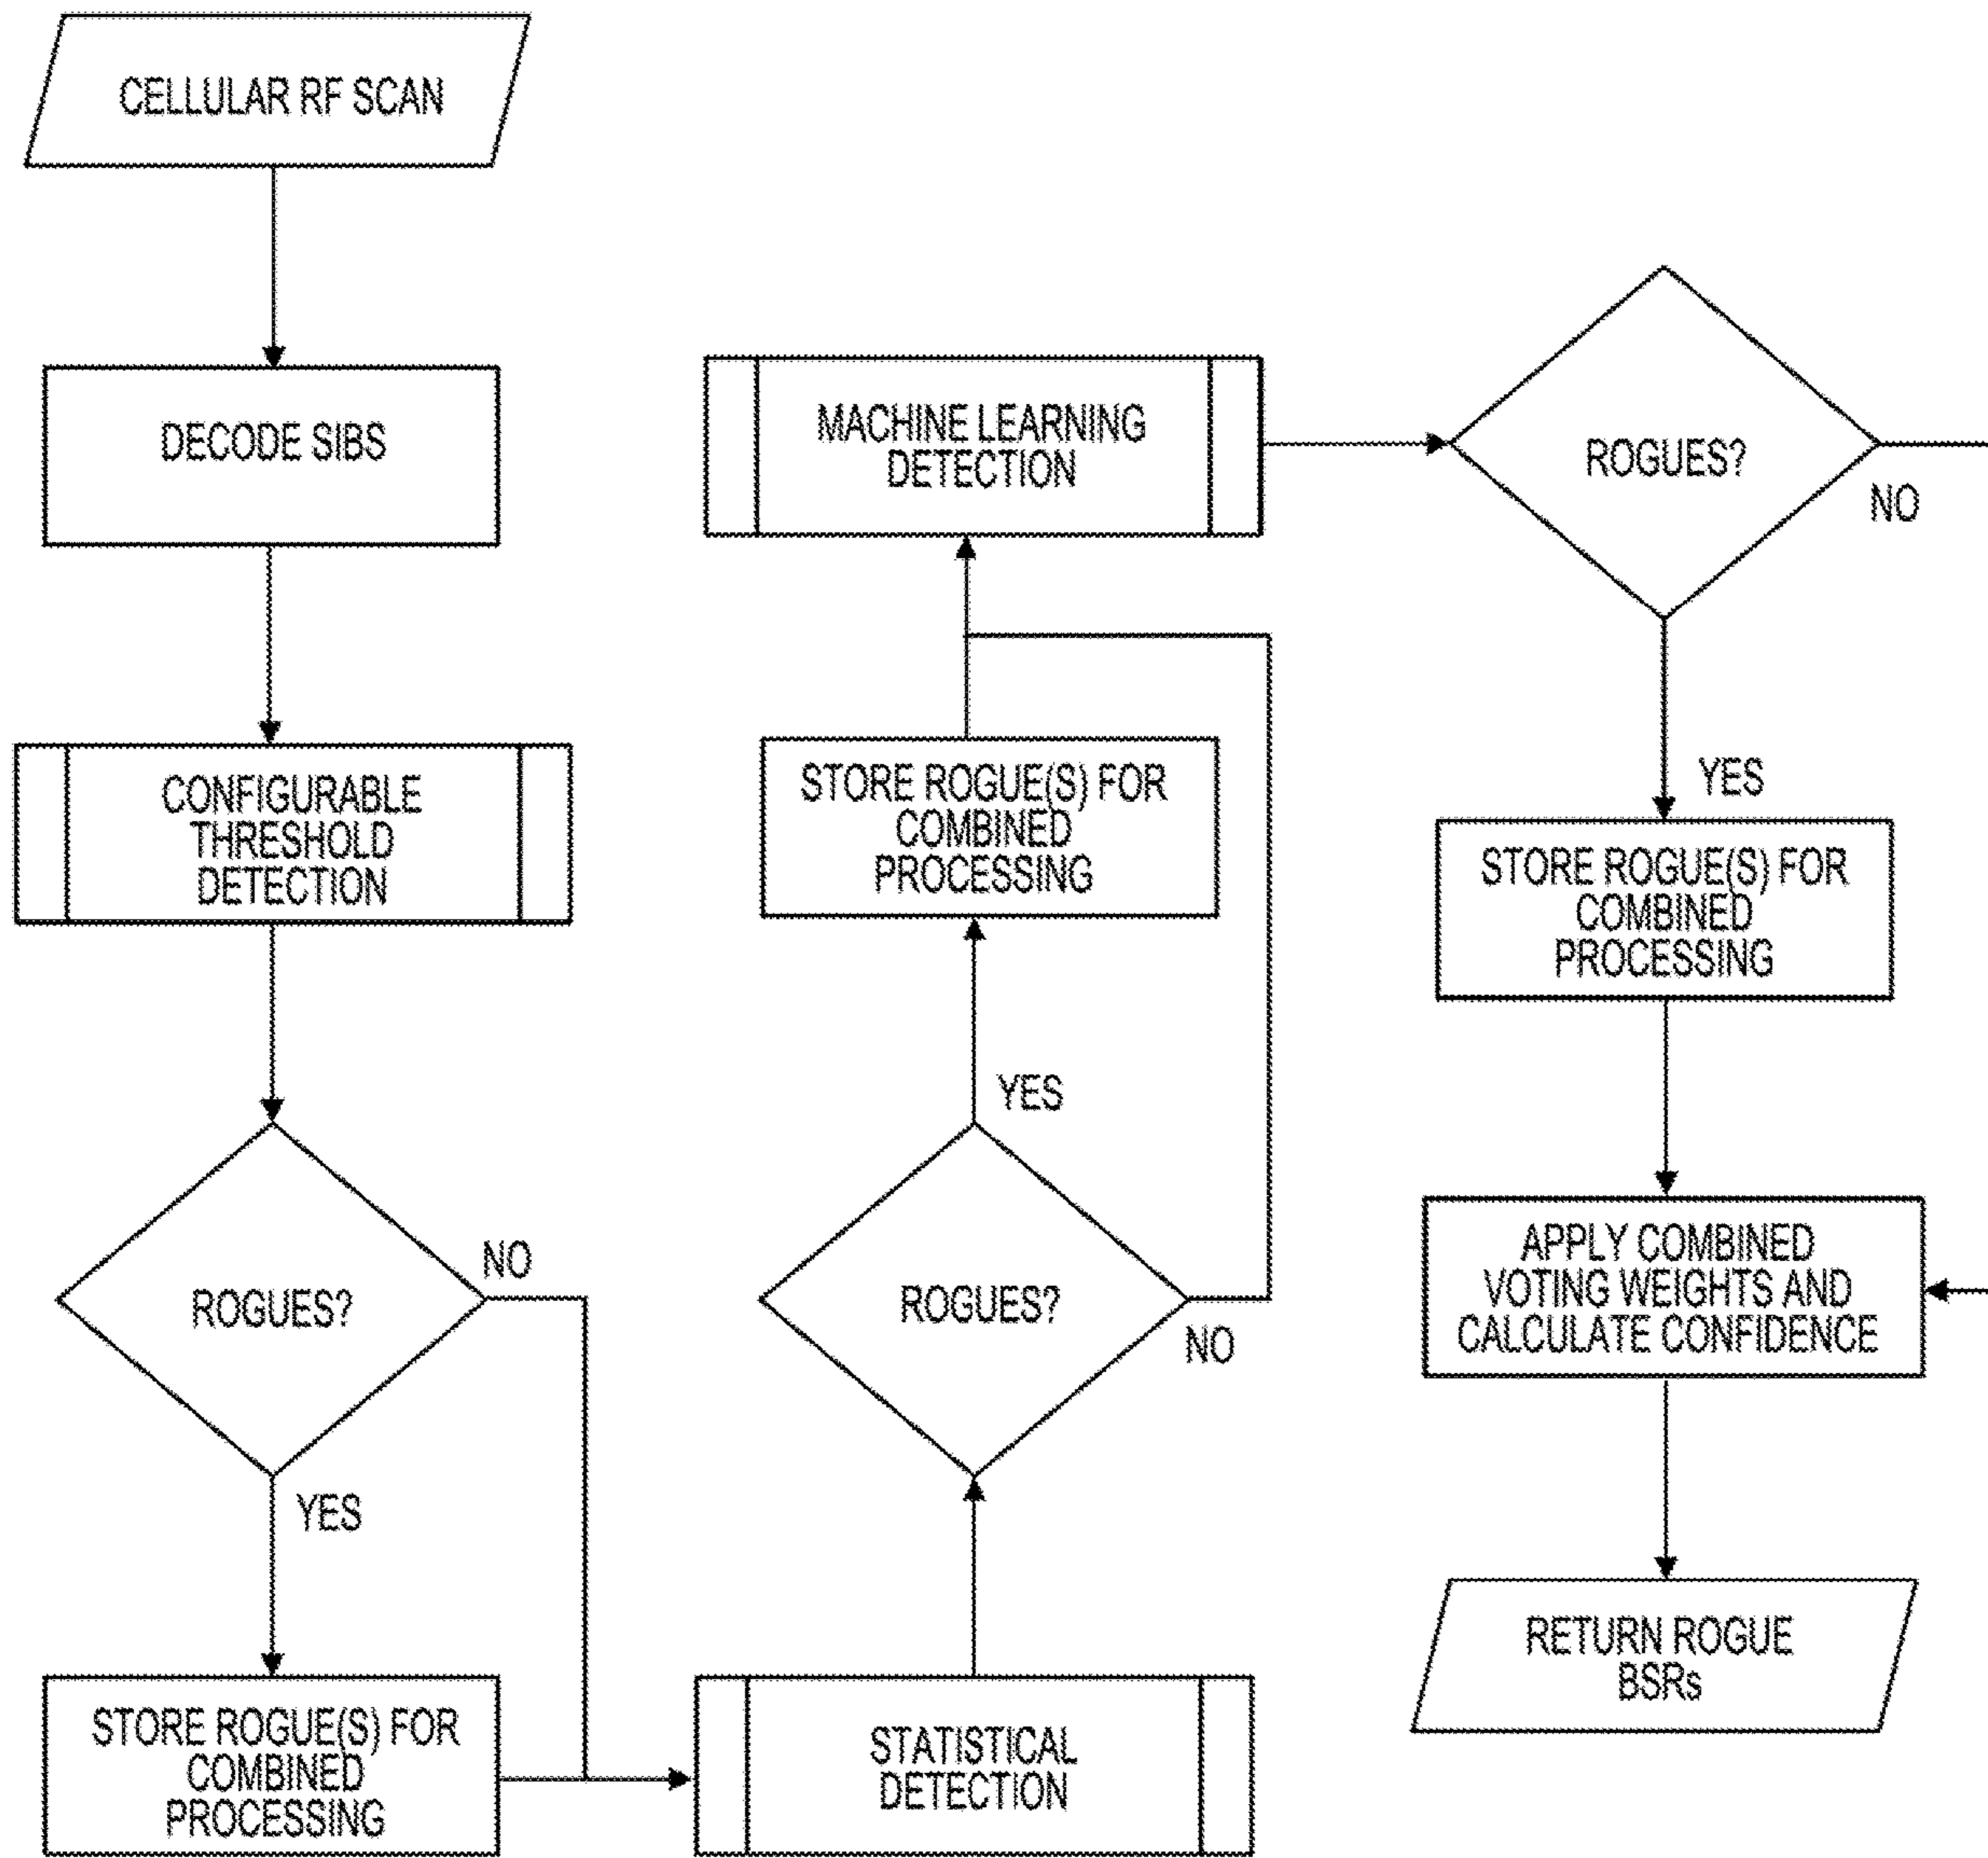 CELLULAR RF SCAN
DECODE SIBS
CONFIGURABLE
THRESHOLD
DETECTION
ROGUES?
NO
YES
STORE ROGUE(S) FOR
COMBINED
PROCESSING
STATISTICAL
DETECTION
ROGUES?
NO
YES
STORE ROGUE(S) FOR
COMBINED
PROCESSING
MACHINE LEARNING
DETECTION
ROGUES?
NO
YES
STORE ROGUE(S) FOR
COMBINED
PROCESSING
APPLY COMBINED
VOTING WEIGHTS AND
CALCULATE CONFIDENCE
RETURN ROGUE
BSRs